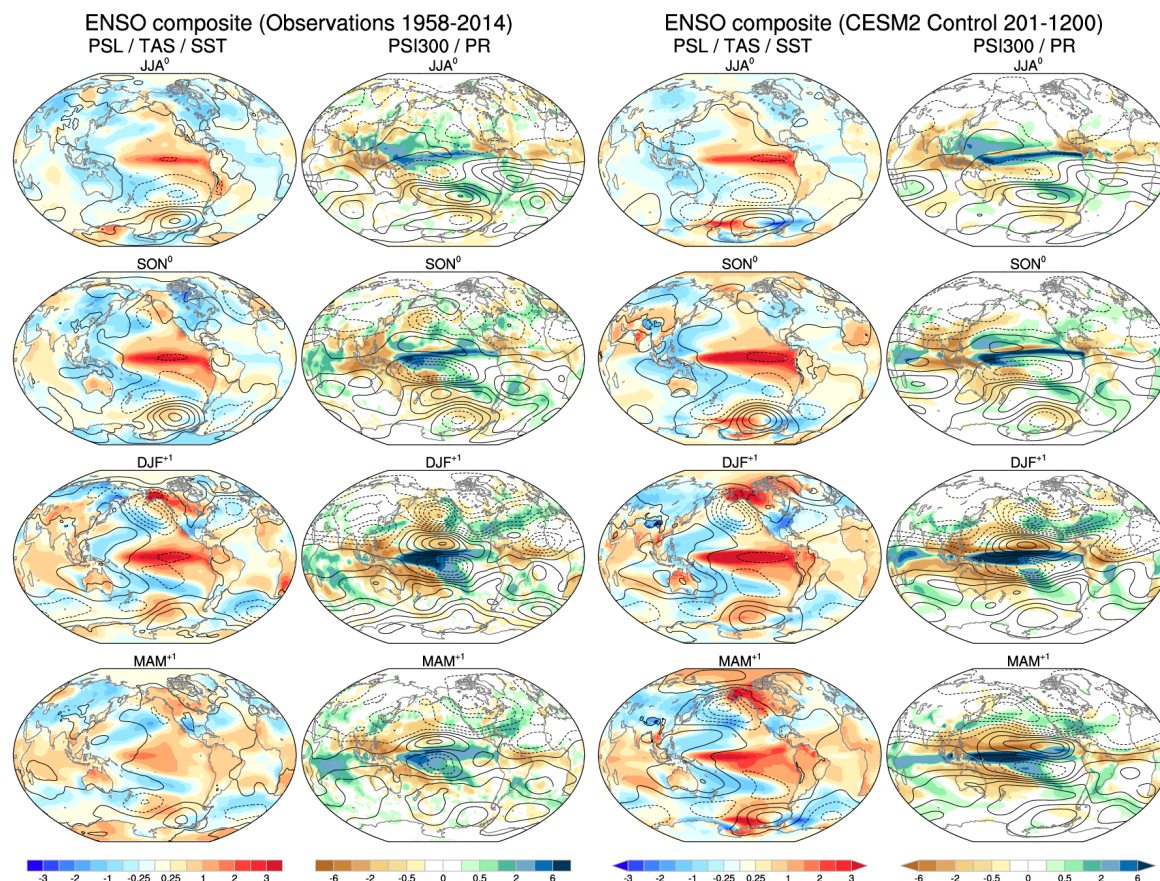 ENSO composite (Observations 1958-2014)
ENSO composite (CESM2 Control 201-1200)
PSL / TAS / SST
PSI300 / PR
PSL / TAS / SST
PSI300 / PR
JJA⁰
JJA⁰
JJA⁰
JJA⁰
SON⁰
SON⁰
SON⁰
SON⁰
DJF⁺¹
DJF⁺¹
DJF⁺¹
DJF⁺¹
MAM⁺¹
MAM⁺¹
MAM⁺¹
MAM⁺¹
-3 -2 -1 0.25 0.25 1 2 3
-6 -2 -0.5 0 0.5 2 6
-3 -2 -1 0.25 0.25 1 2 3
-6 -2 -0.5 0 0.5 2 6